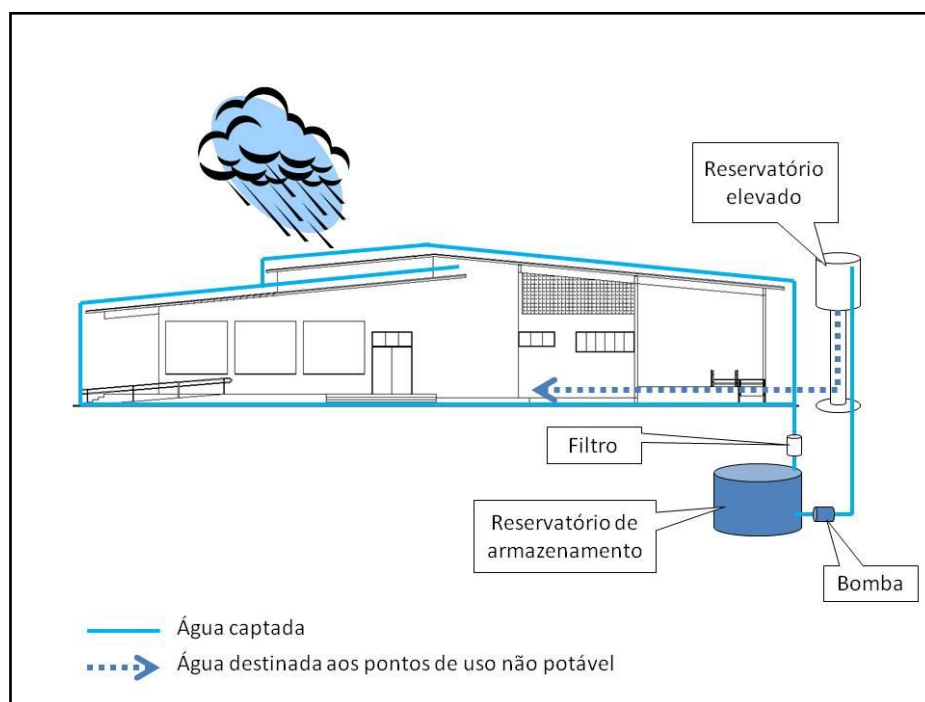 Reservatório
elevado
Filtro
Reservatório de
armazenamento
Bomba
Água captada
Água destinada aos pontos de uso não potável